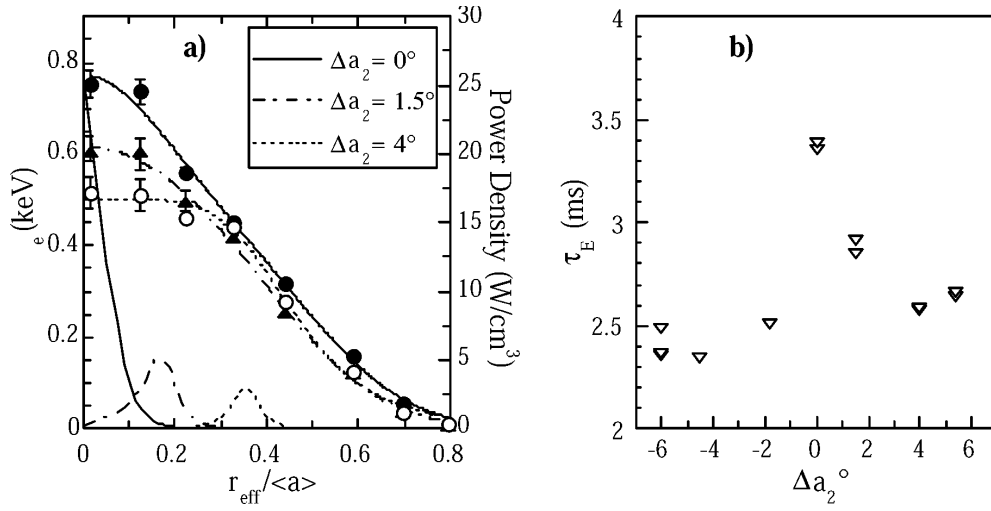 a)
Δa₂ = 0°
Δa₂ = 1.5°
Δa₂ = 4°
0.8
0.6
0.4
0.2
0
e (keV)
30
25
20
15
10
5
0
Power Density (W/cm³)
0
0.2
0.4
0.6
0.8
r_eff/<a>
b)
4
3.5
3
2.5
2
τ_E (ms)
-6
-4
-2
0
2
4
6
Δa₂°